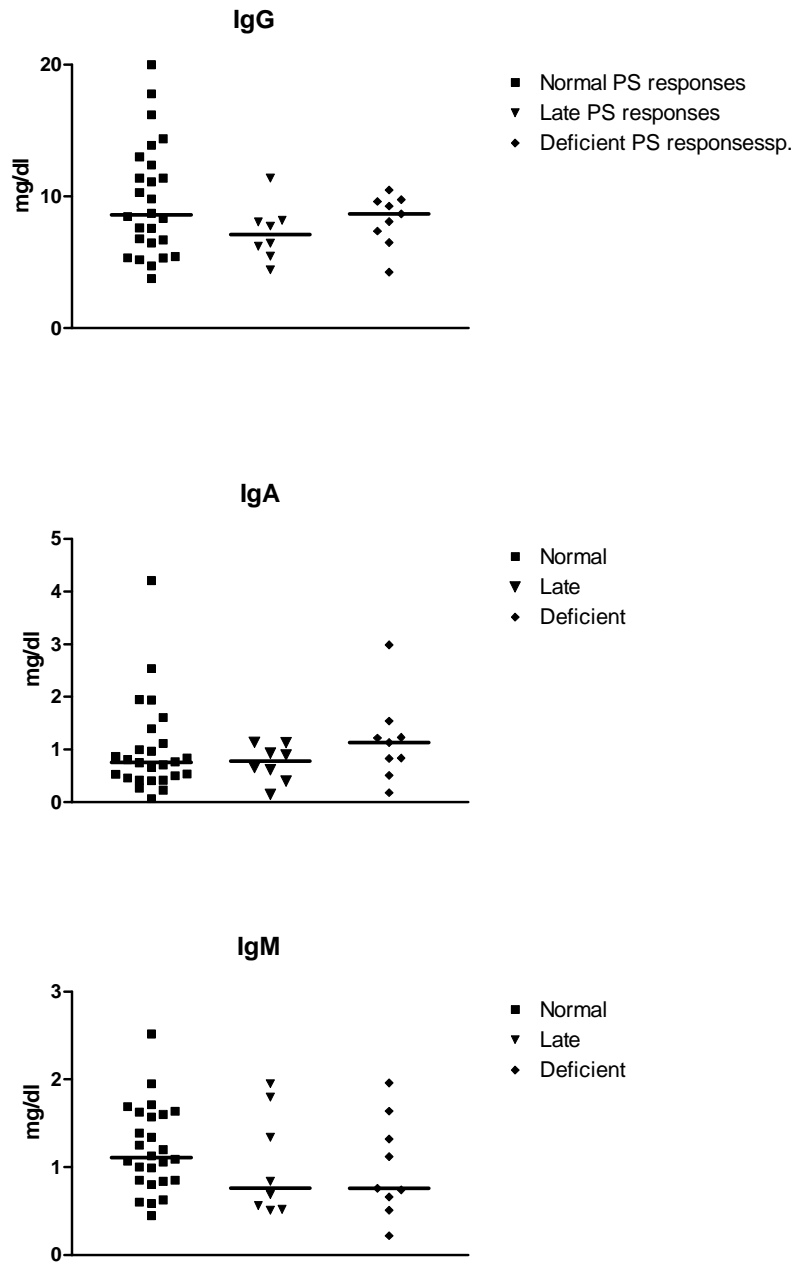 IgG
20
10
0
mg/dl
Normal PS responses
Late PS responses
Deficient PS responsessp.
IgA
5
4
3
2
1
0
mg/dl
Normal
Late
Deficient
IgM
3
2
1
0
mg/dl
Normal
Late
Deficient